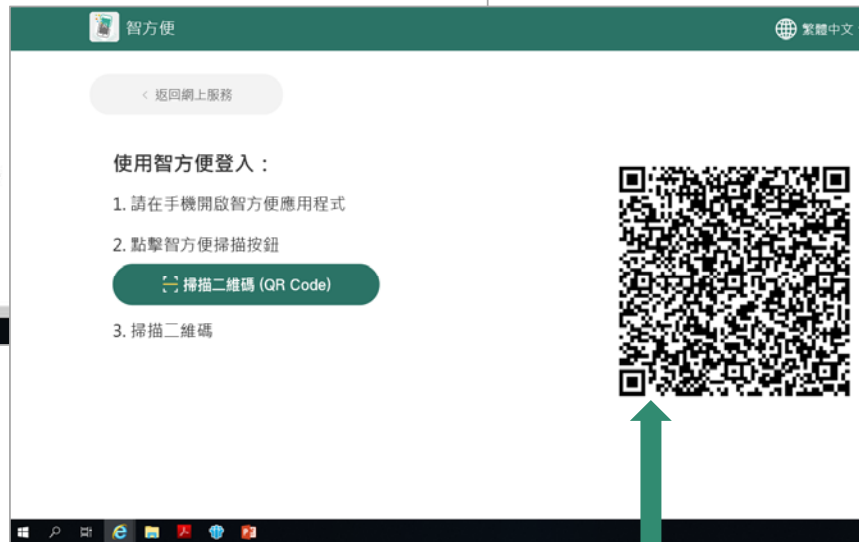 智方便
繁體中文
< 返回網上服務
使用智方便登入：
1. 請在手機開啟智方便應用程式
2. 點擊智方便掃描按鈕
掃描二維碼 (QR Code)
3. 掃描二維碼